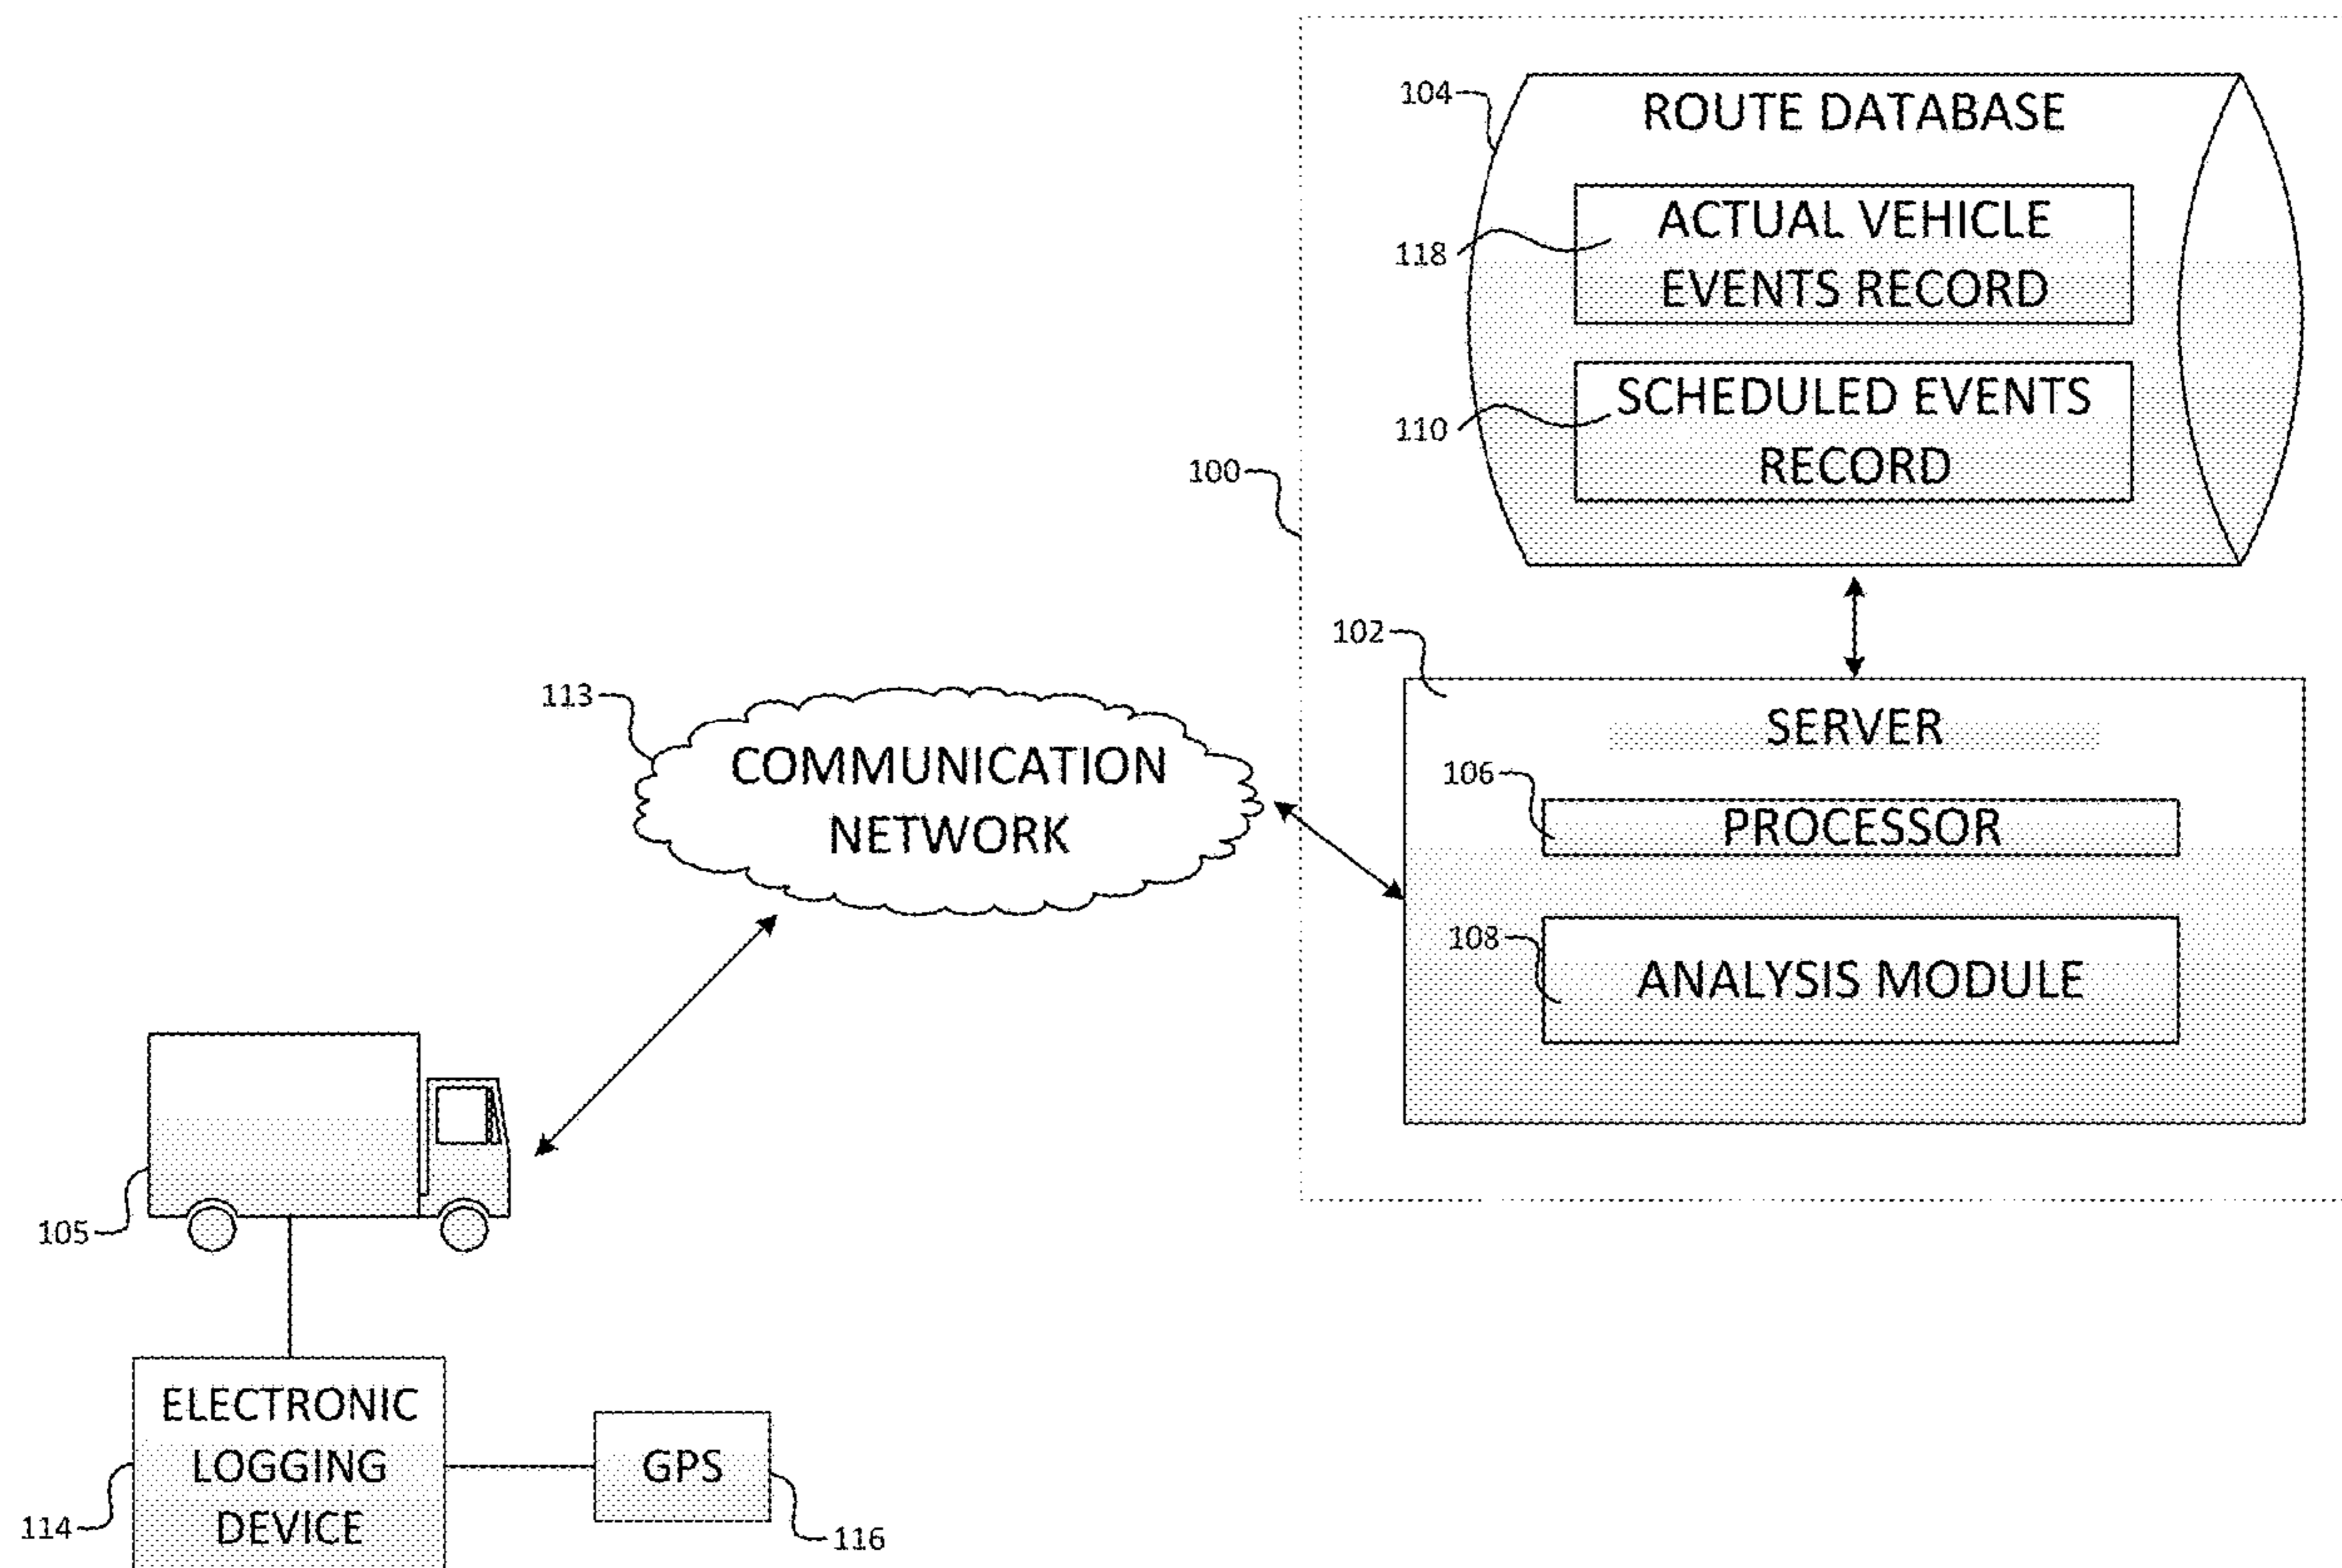 104
ROUTE DATABASE
118
ACTUAL VEHICLE
EVENTS RECORD
110
SCHEDULED EVENTS
RECORD
100
102
SERVER
106
PROCESSOR
108
ANALYSIS MODULE
113
COMMUNICATION
NETWORK
105
114
ELECTRONIC
LOGGING
DEVICE
GPS
116